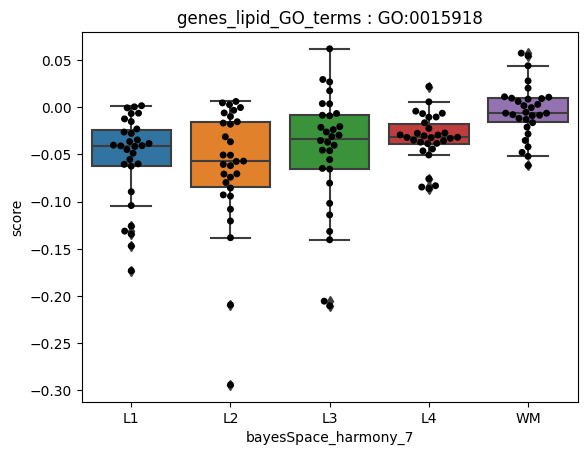 genes_lipid_GO_terms : GO:0015918
score
0.05
0.00
−0.05
−0.10
−0.15
−0.20
−0.25
−0.30
L1 L2 L3 L4 WM
bayesSpace_harmony_7